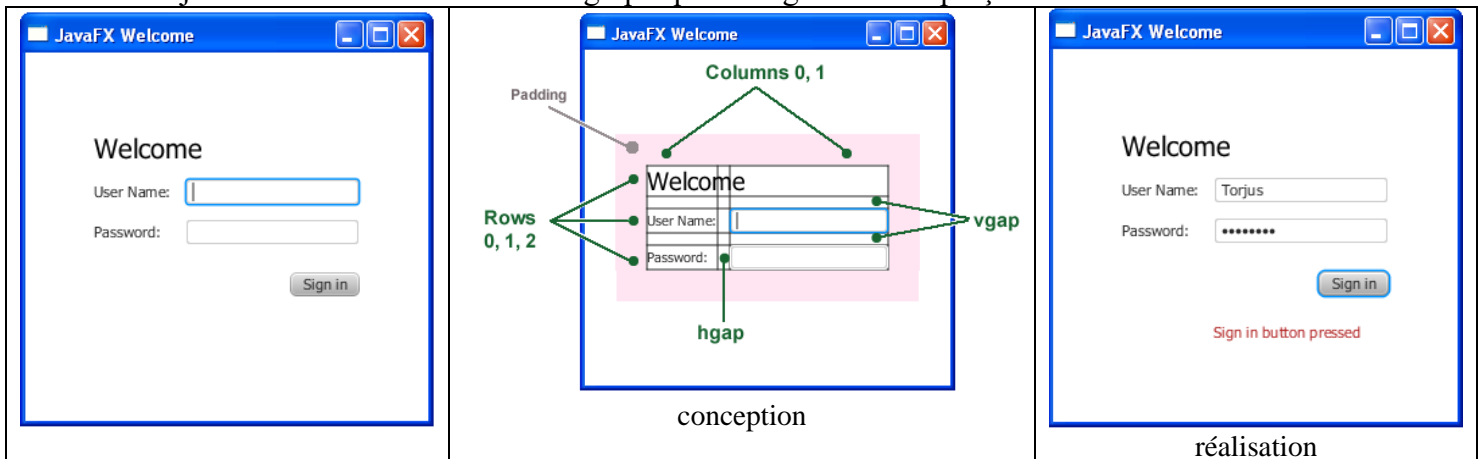 JavaFX Welcome
Welcome
User Name:
Password:
Sign in
JavaFX Welcome
Columns 0, 1
Padding
Welcome
Rows
0, 1, 2
User Name:
vgap
Password:
hgap
conception
JavaFX Welcome
Welcome
User Name: Torjus
Password: ••••••••
Sign in
Sign in button pressed
réalisation